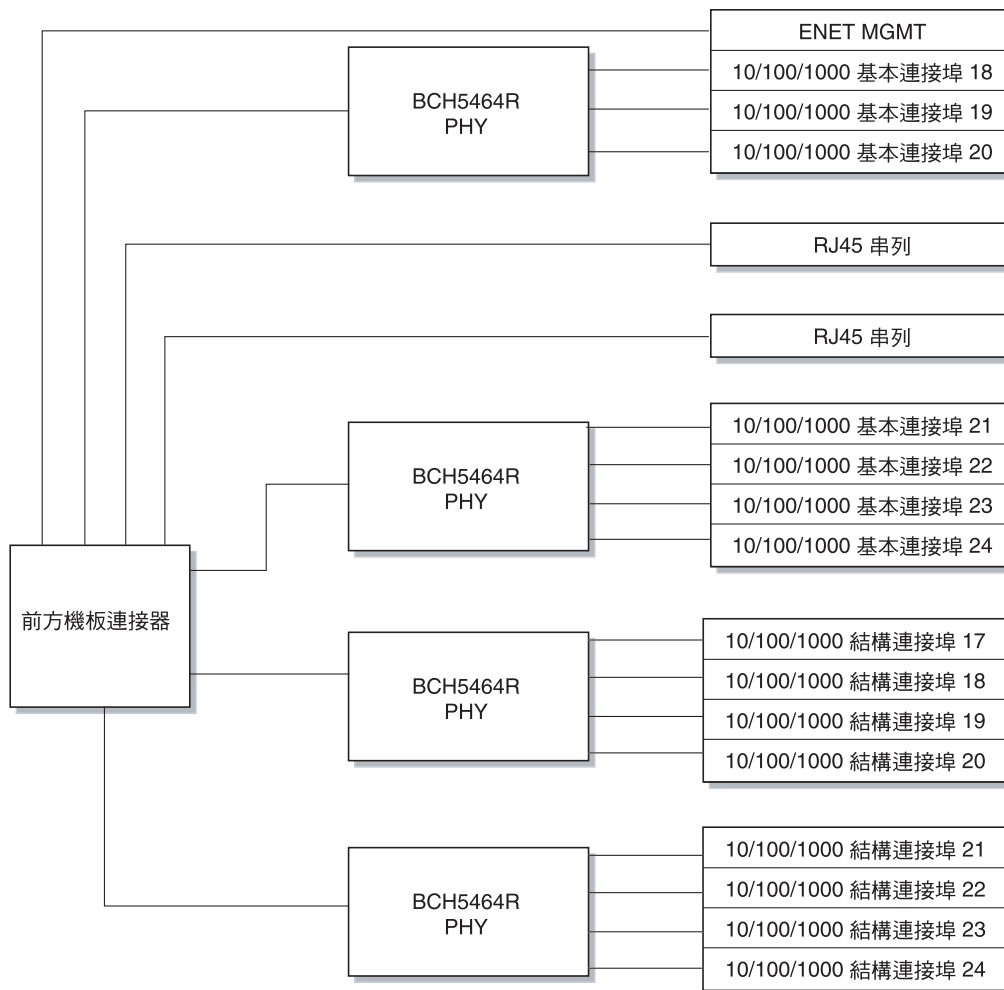 ENET MGMT
10/100/1000 基本連接埠 18
10/100/1000 基本連接埠 19
10/100/1000 基本連接埠 20
BCH5464R
PHY
RJ45 串列
RJ45 串列
10/100/1000 基本連接埠 21
10/100/1000 基本連接埠 22
10/100/1000 基本連接埠 23
10/100/1000 基本連接埠 24
BCH5464R
PHY
前方機板連接器
10/100/1000 結構連接埠 17
10/100/1000 結構連接埠 18
10/100/1000 結構連接埠 19
10/100/1000 結構連接埠 20
BCH5464R
PHY
10/100/1000 結構連接埠 21
10/100/1000 結構連接埠 22
10/100/1000 結構連接埠 23
10/100/1000 結構連接埠 24
BCH5464R
PHY